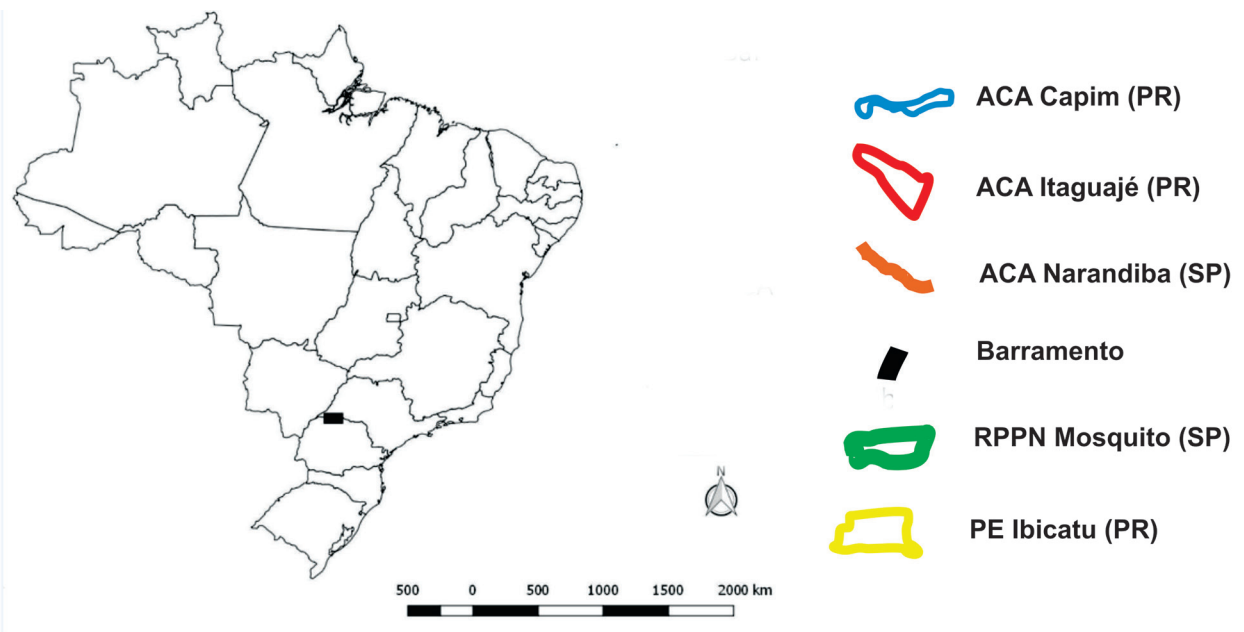 ACA Capim (PR)
ACA Itaguajé (PR)
ACA Narandiba (SP)
Barramento
RPPN Mosquito (SP)
PE Ibicatu (PR)
N
500 0 500 1000 1500 2000 km